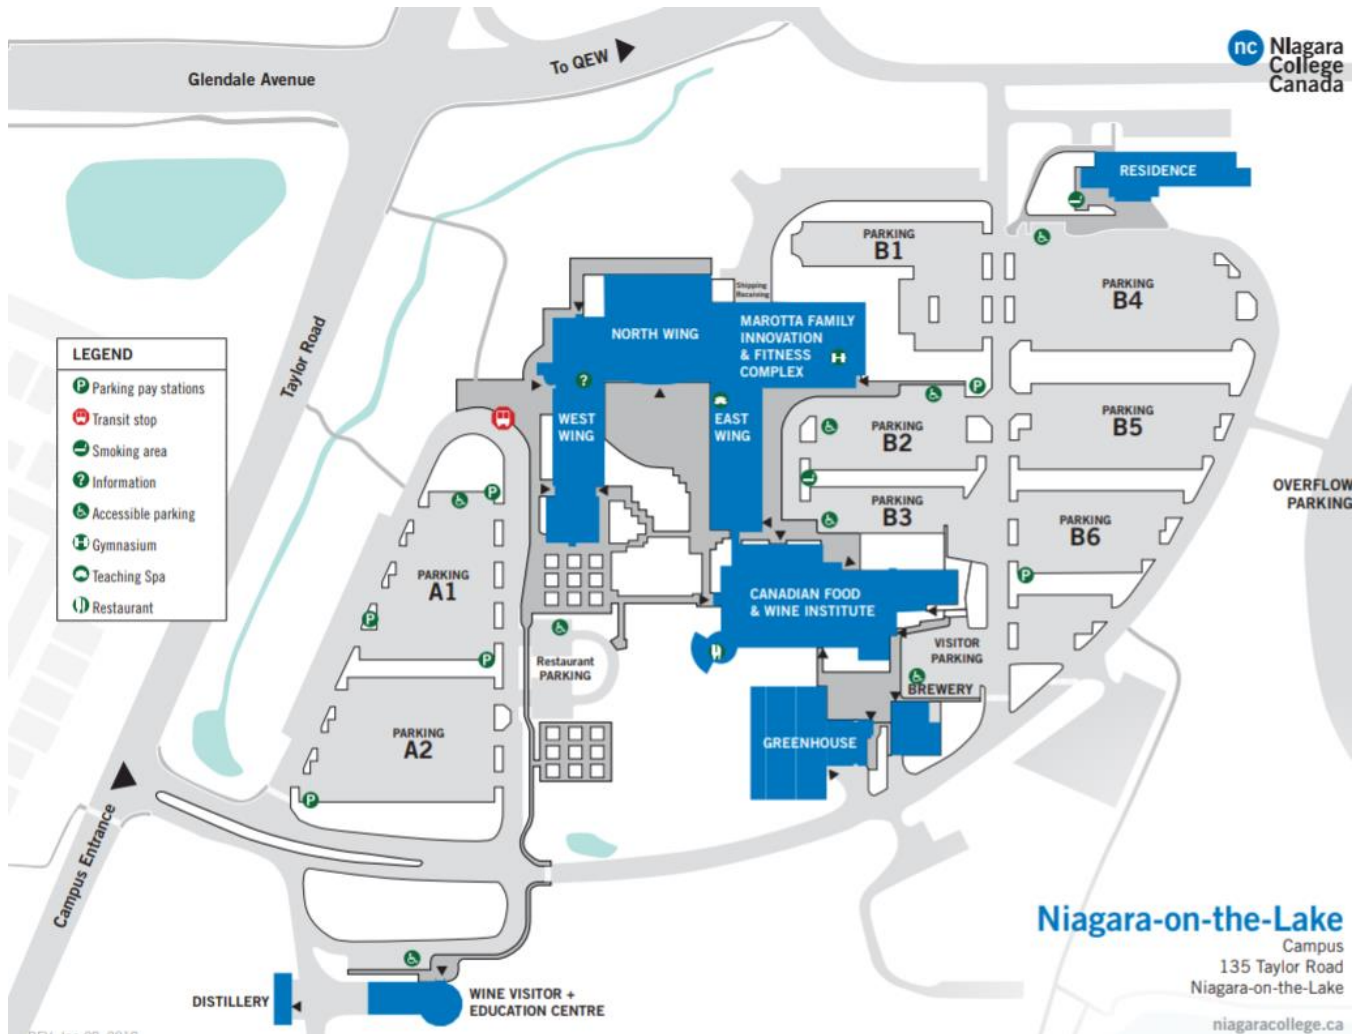 Glendale Avenue
To QEW
nc
NIagara
College
Canada
RESIDENCE
PARKING
B1
PARKING
B4
Shipping
Receiving
NORTH WING
MAROTTA FAMILY
INNOVATION
& FITNESS
COMPLEX
Taylor Road
LEGEND
P Parking pay stations
Transit stop
Smoking area
? Information
Accessible parking
H Gymnasium
Teaching Spa
Restaurant
?
H
P
WEST
WING
EAST
WING
PARKING
B2
PARKING
B5
OVERFLOW
PARKING
P
PARKING
B3
PARKING
B6
P
PARKING
A1
P
P
CANADIAN FOOD
& WINE INSTITUTE
VISITOR
PARKING
Restaurant
PARKING
BREWERY
PARKING
A2
P
GREENHOUSE
Campus Entrance
DISTILLERY
WINE VISITOR +
EDUCATION CENTRE
Niagara-on-the-Lake
Campus
135 Taylor Road
Niagara-on-the-Lake
niagaracollege.ca